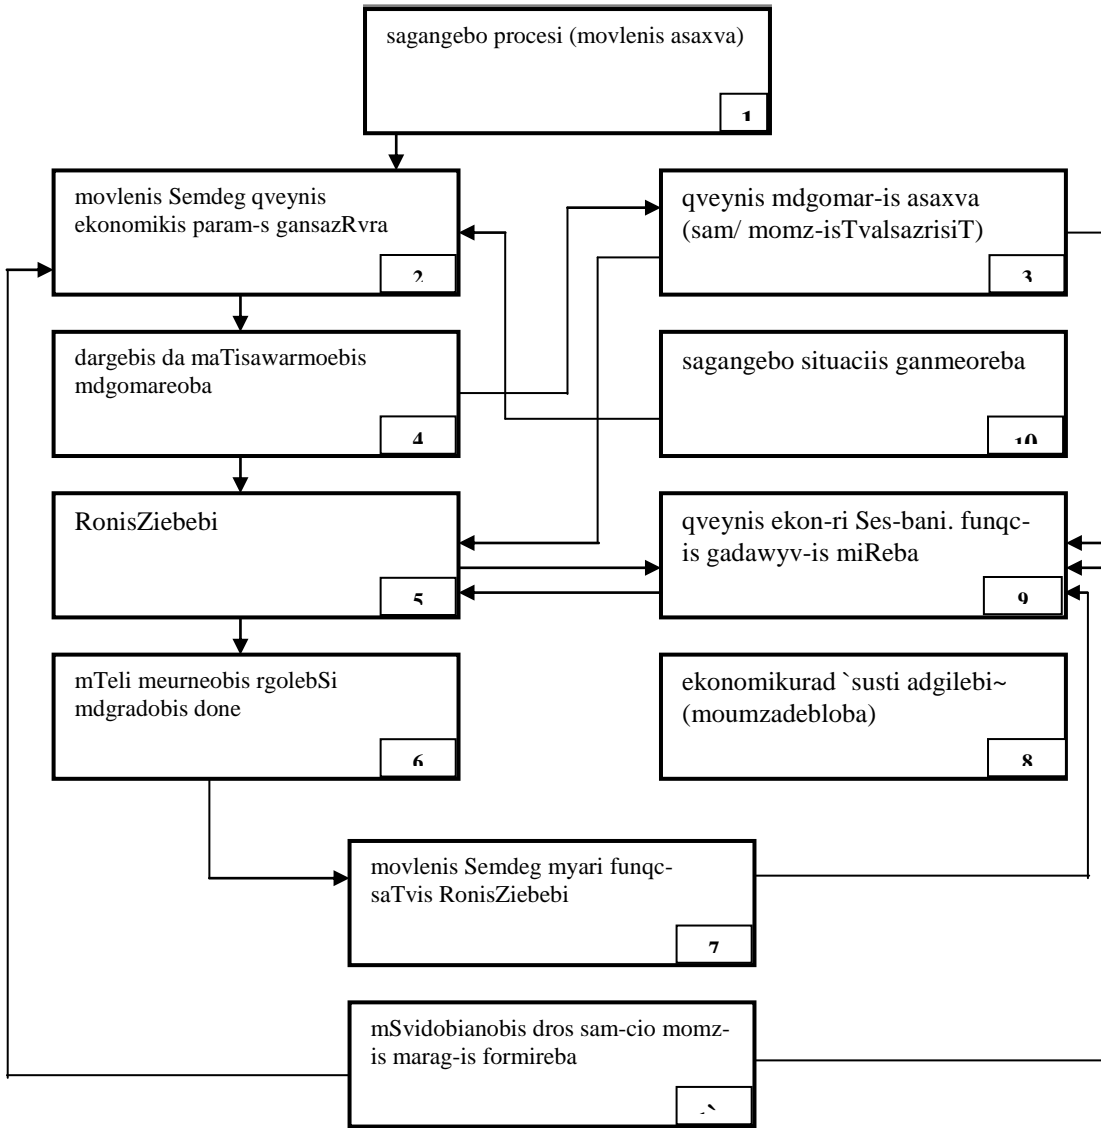 sagangebo procesi (movlenis asaxva)
1
movlenis Semdeg qveynis
ekonomikis param-s gansazRvra
2
qveynis mdgomar-is asaxva
(sam/ momz-isTvalsazrisiT)
3
dargebis da maTisawarmoebis
mdgomareoba
4
sagangebo situaciis ganmeoreba
10
RonisZiebebi
5
qveynis ekon-ri Ses-bani. funqc-
is gadawyv-is miReba
9
mTeli meurneobis rgolebSi
mdgradobis done
6
ekonomikurad `susti adgilebi~
(moumzadebloba)
8
movlenis Semdeg myari funqc-
saTvis RonisZiebebi
7
mSvidobianobis dros sam-cio momz-
is marag-is formireba